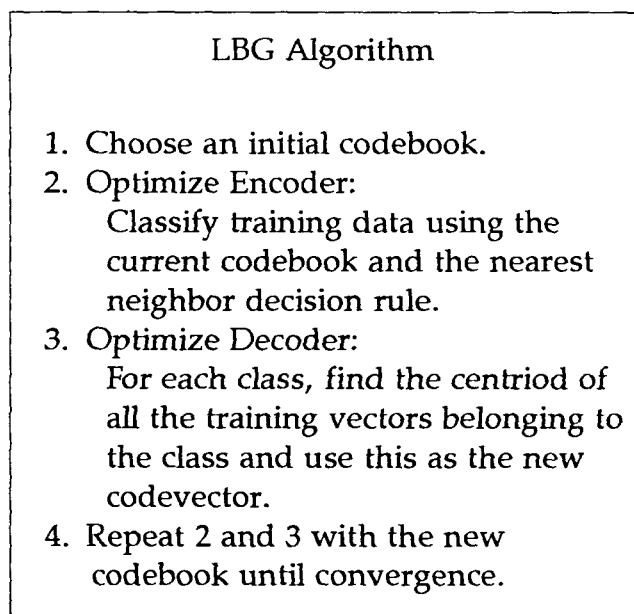 LBG Algorithm
1. Choose an initial codebook.
2. Optimize Encoder:
Classify training data using the
current codebook and the nearest
neighbor decision rule.
3. Optimize Decoder:
For each class, find the centriod of
all the training vectors belonging to
the class and use this as the new
codevector.
4. Repeat 2 and 3 with the new
codebook until convergence.